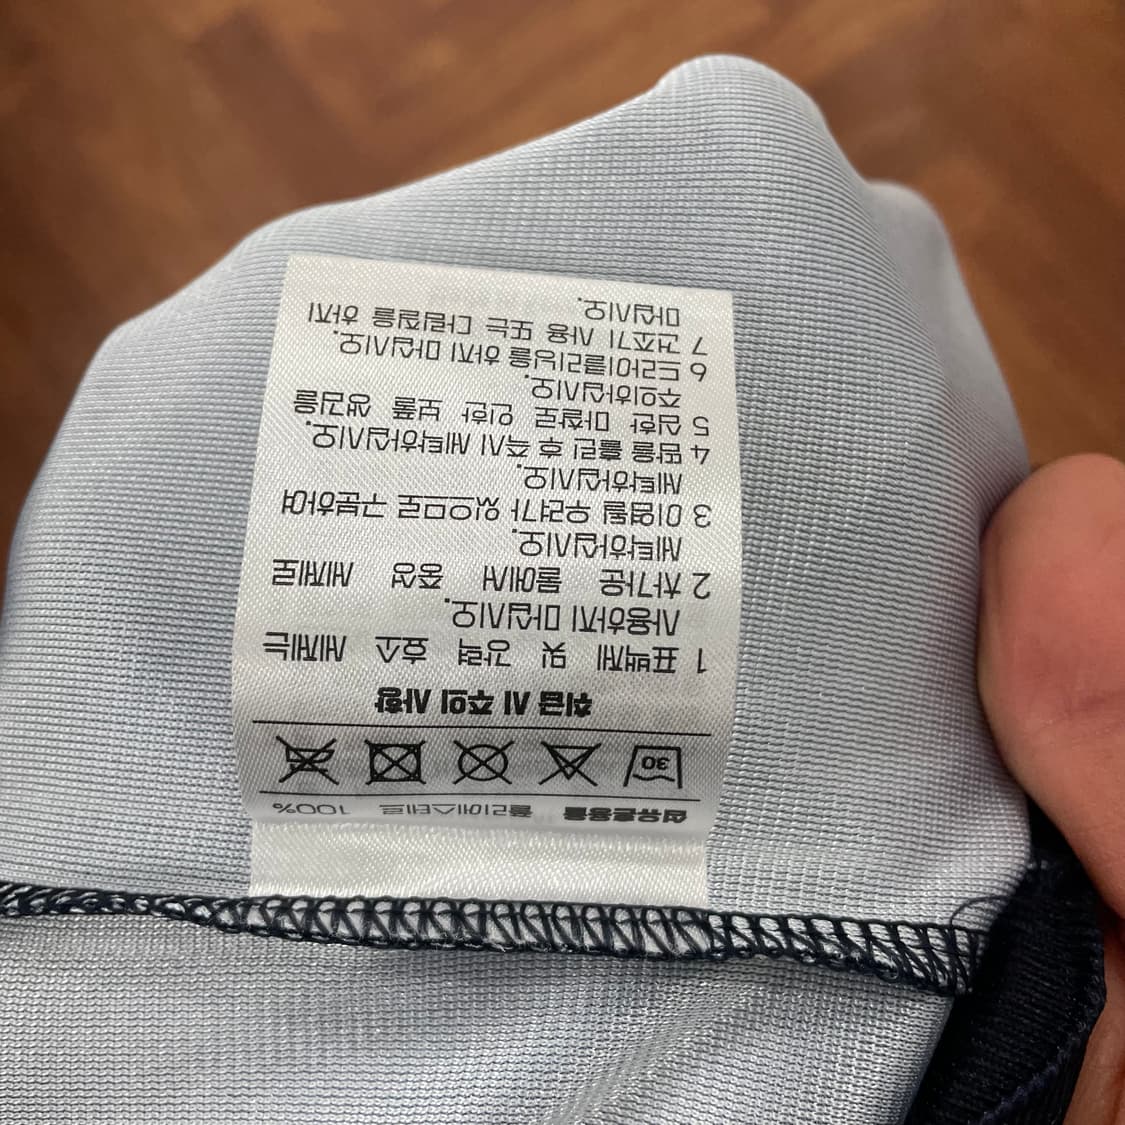 섬유혼용률 폴리에스테르 100%
30
취급 시 주의 사항
1 표백제 및 강력 효소 세제는
사용하지 마십시오.
2 차가운 물에서 중성 세제로
세탁하십시오.
3 이염될 우려가 있으므로 구분하여
세탁하십시오.
4 땀을 흘린 후 즉시 세탁하십시오.
5 심한 마찰로 인한 보풀 생김을
주의하십시오.
6 드라이클리닝을 하지 마십시오.
7 건조기 사용 또는 다림질을 하지
마십시오.